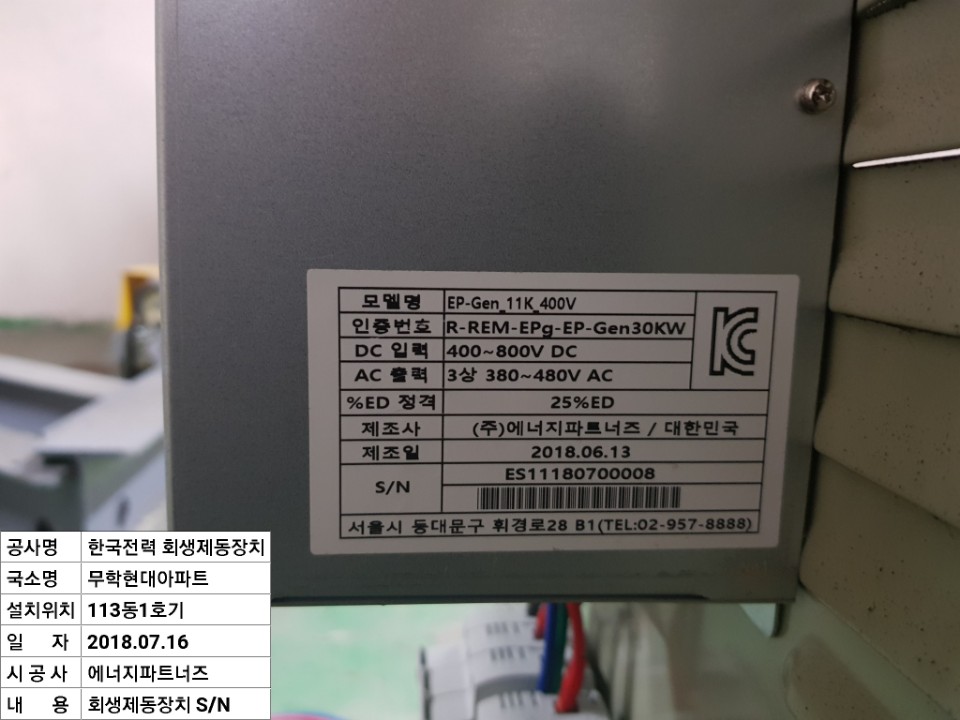 모델명 EP-Gen_11K_400V
인증번호 R-REM-EPg-EP-Gen30KW
DC 입력 400~800V DC
AC 출력 3상 380~480V AC
%ED 정격 25%ED
제조사 (주)에너지파트너즈 / 대한민국
제조일 2018.06.13
S/N ES11180700008
서울시 동대문구 휘경로28 B1(TEL:02-957-8888)
공사명 한국전력 회생제동장치
국소명 무학현대아파트
설치위치 113동1호기
일 자 2018.07.16
시공사 에너지파트너즈
내 용 회생제동장치 S/N